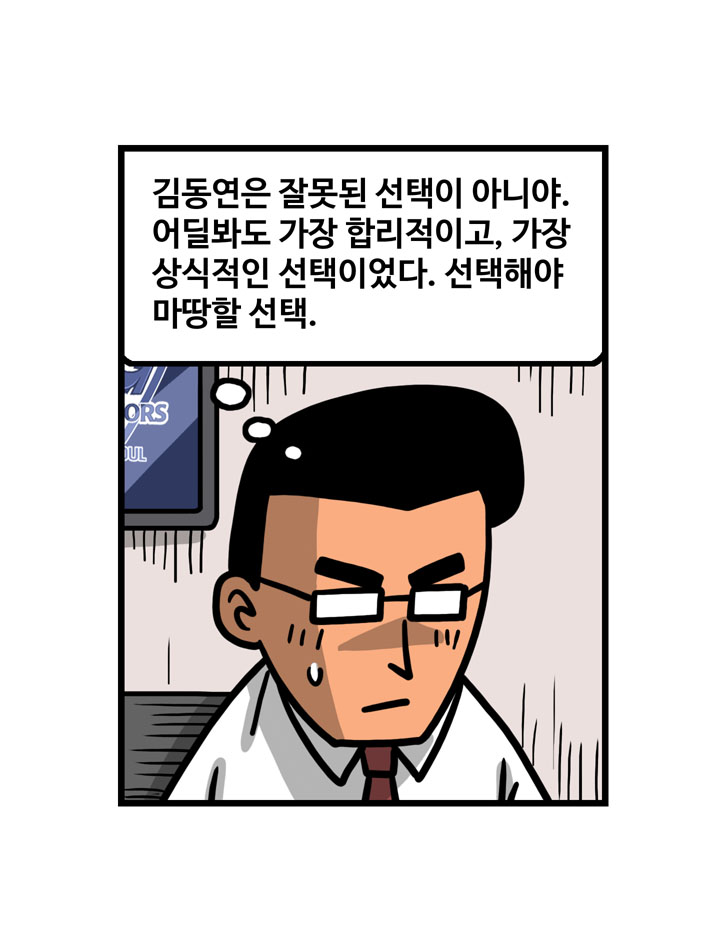 김동연은 잘못된 선택이 아니야.
어딜봐도 가장 합리적이고, 가장
상식적인 선택이었다. 선택해야
마땅할 선택.
ORS
OUL